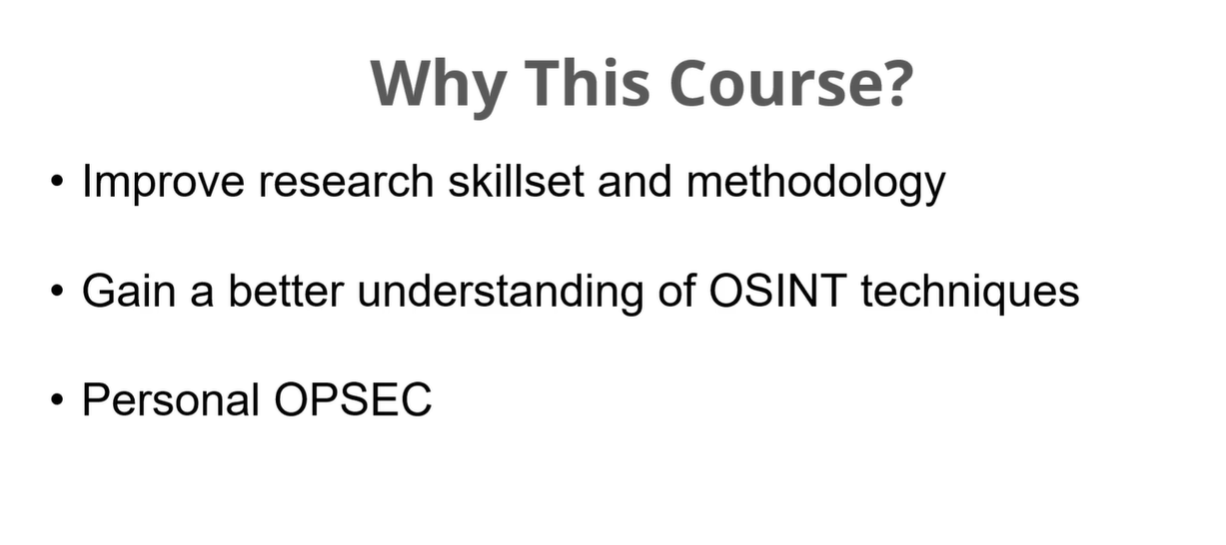 Why This Course?
• Improve research skillset and methodology
• Gain a better understanding of OSINT techniques
• Personal OPSEC